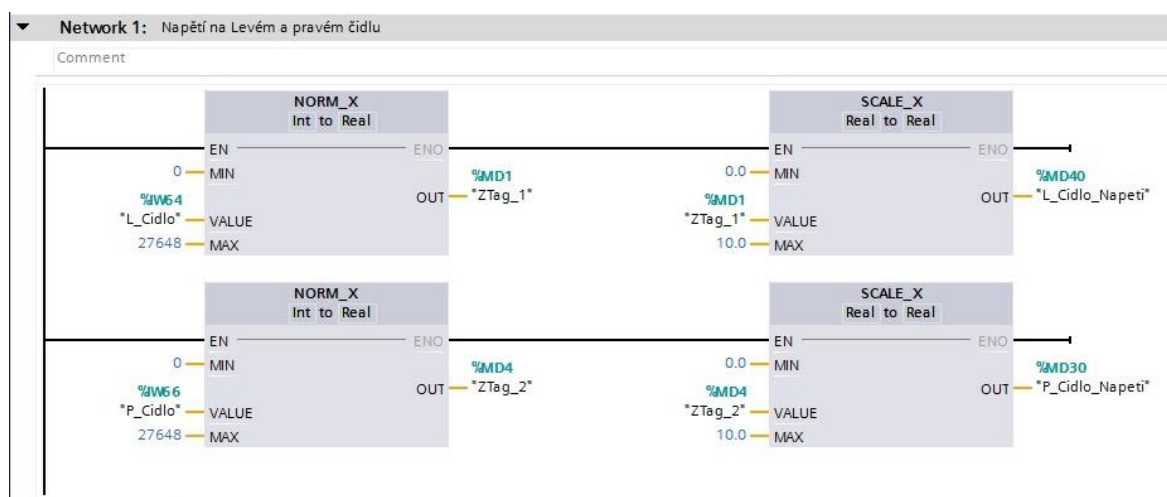 Network 1: Napětí na Levém a pravém čidlu
Comment
NORM_X
Int to Real
EN
ENO
0
MIN
%MD1
OUT
"ZTag_1"
%IW64
"L_Cidlo"
VALUE
27648
MAX
SCALE_X
Real to Real
EN
ENO
0.0
MIN
%MD40
OUT
"L_Cidlo_Napeti"
%MD1
"ZTag_1"
VALUE
10.0
MAX
NORM_X
Int to Real
EN
ENO
0
MIN
%MD4
OUT
"ZTag_2"
%IW66
"P_Cidlo"
VALUE
27648
MAX
SCALE_X
Real to Real
EN
ENO
0.0
MIN
%MD30
OUT
"P_Cidlo_Napeti"
%MD4
"ZTag_2"
VALUE
10.0
MAX